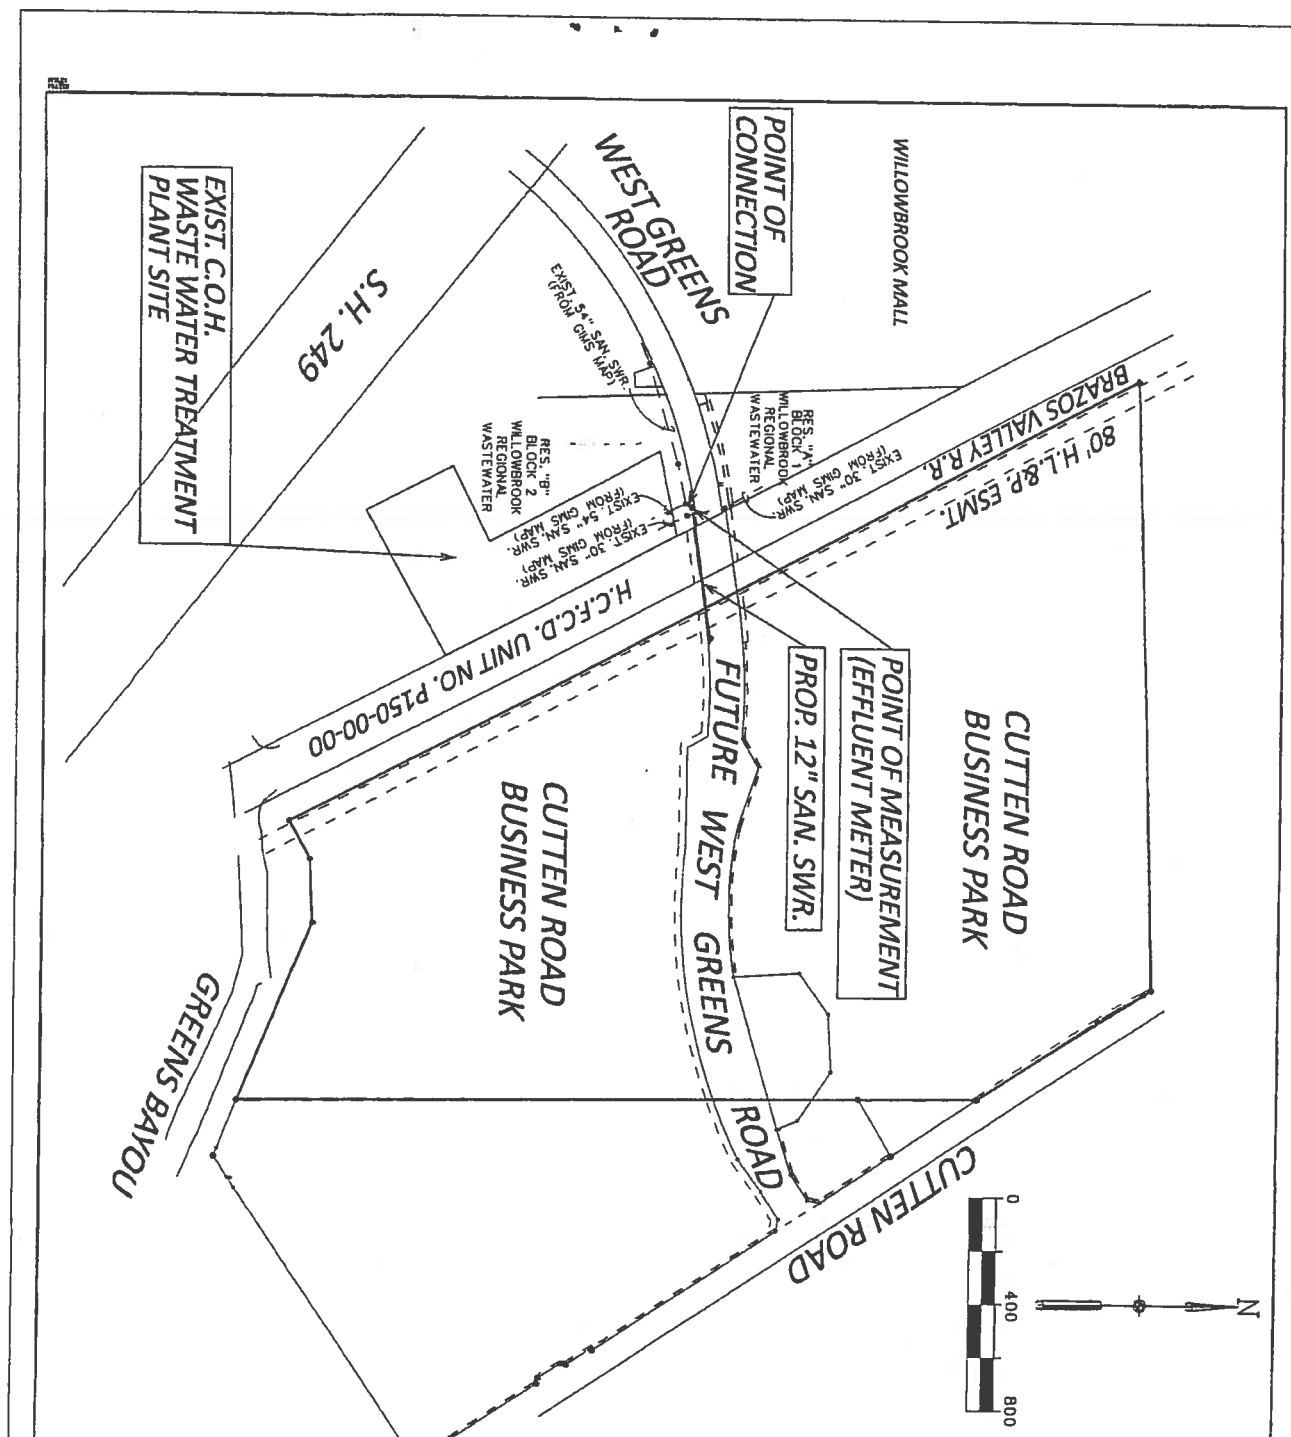 N
0
400
800
WILLOWBROOK MALL
POINT OF
CONNECTION
WEST GREENS
ROAD
EXIST. 54" SAN. SWR.
(FROM GIMS MAP)
RES. "A"
BLOCK 1
WILLOWBROOK
REGIONAL
WASTEWATER
EXIST 30" SAN. SWR.
(FROM GIMS MAP)
BRAZOS VALLEY R.R.
80' H.L.&P. ESMT.
S.H. 249
EXIST. C.O.H.
WASTE WATER TREATMENT
PLANT SITE
RES. "B"
BLOCK 2
WILLOWBROOK
REGIONAL
WASTEWATER
EXIST. 54" SAN. SWR.
(FROM GIMS MAP)
EXIST. 30" SAN. SWR.
(FROM GIMS MAP)
H.C.F.C.D. UNIT NO. P150-00-00
POINT OF MEASUREMENT
(EFFLUENT METER)
PROP. 12" SAN. SWR.
CUTTEN ROAD
BUSINESS PARK
FUTURE WEST GREENS ROAD
CUTTEN ROAD
BUSINESS PARK
GREENS BAYOU
CUTTEN ROAD